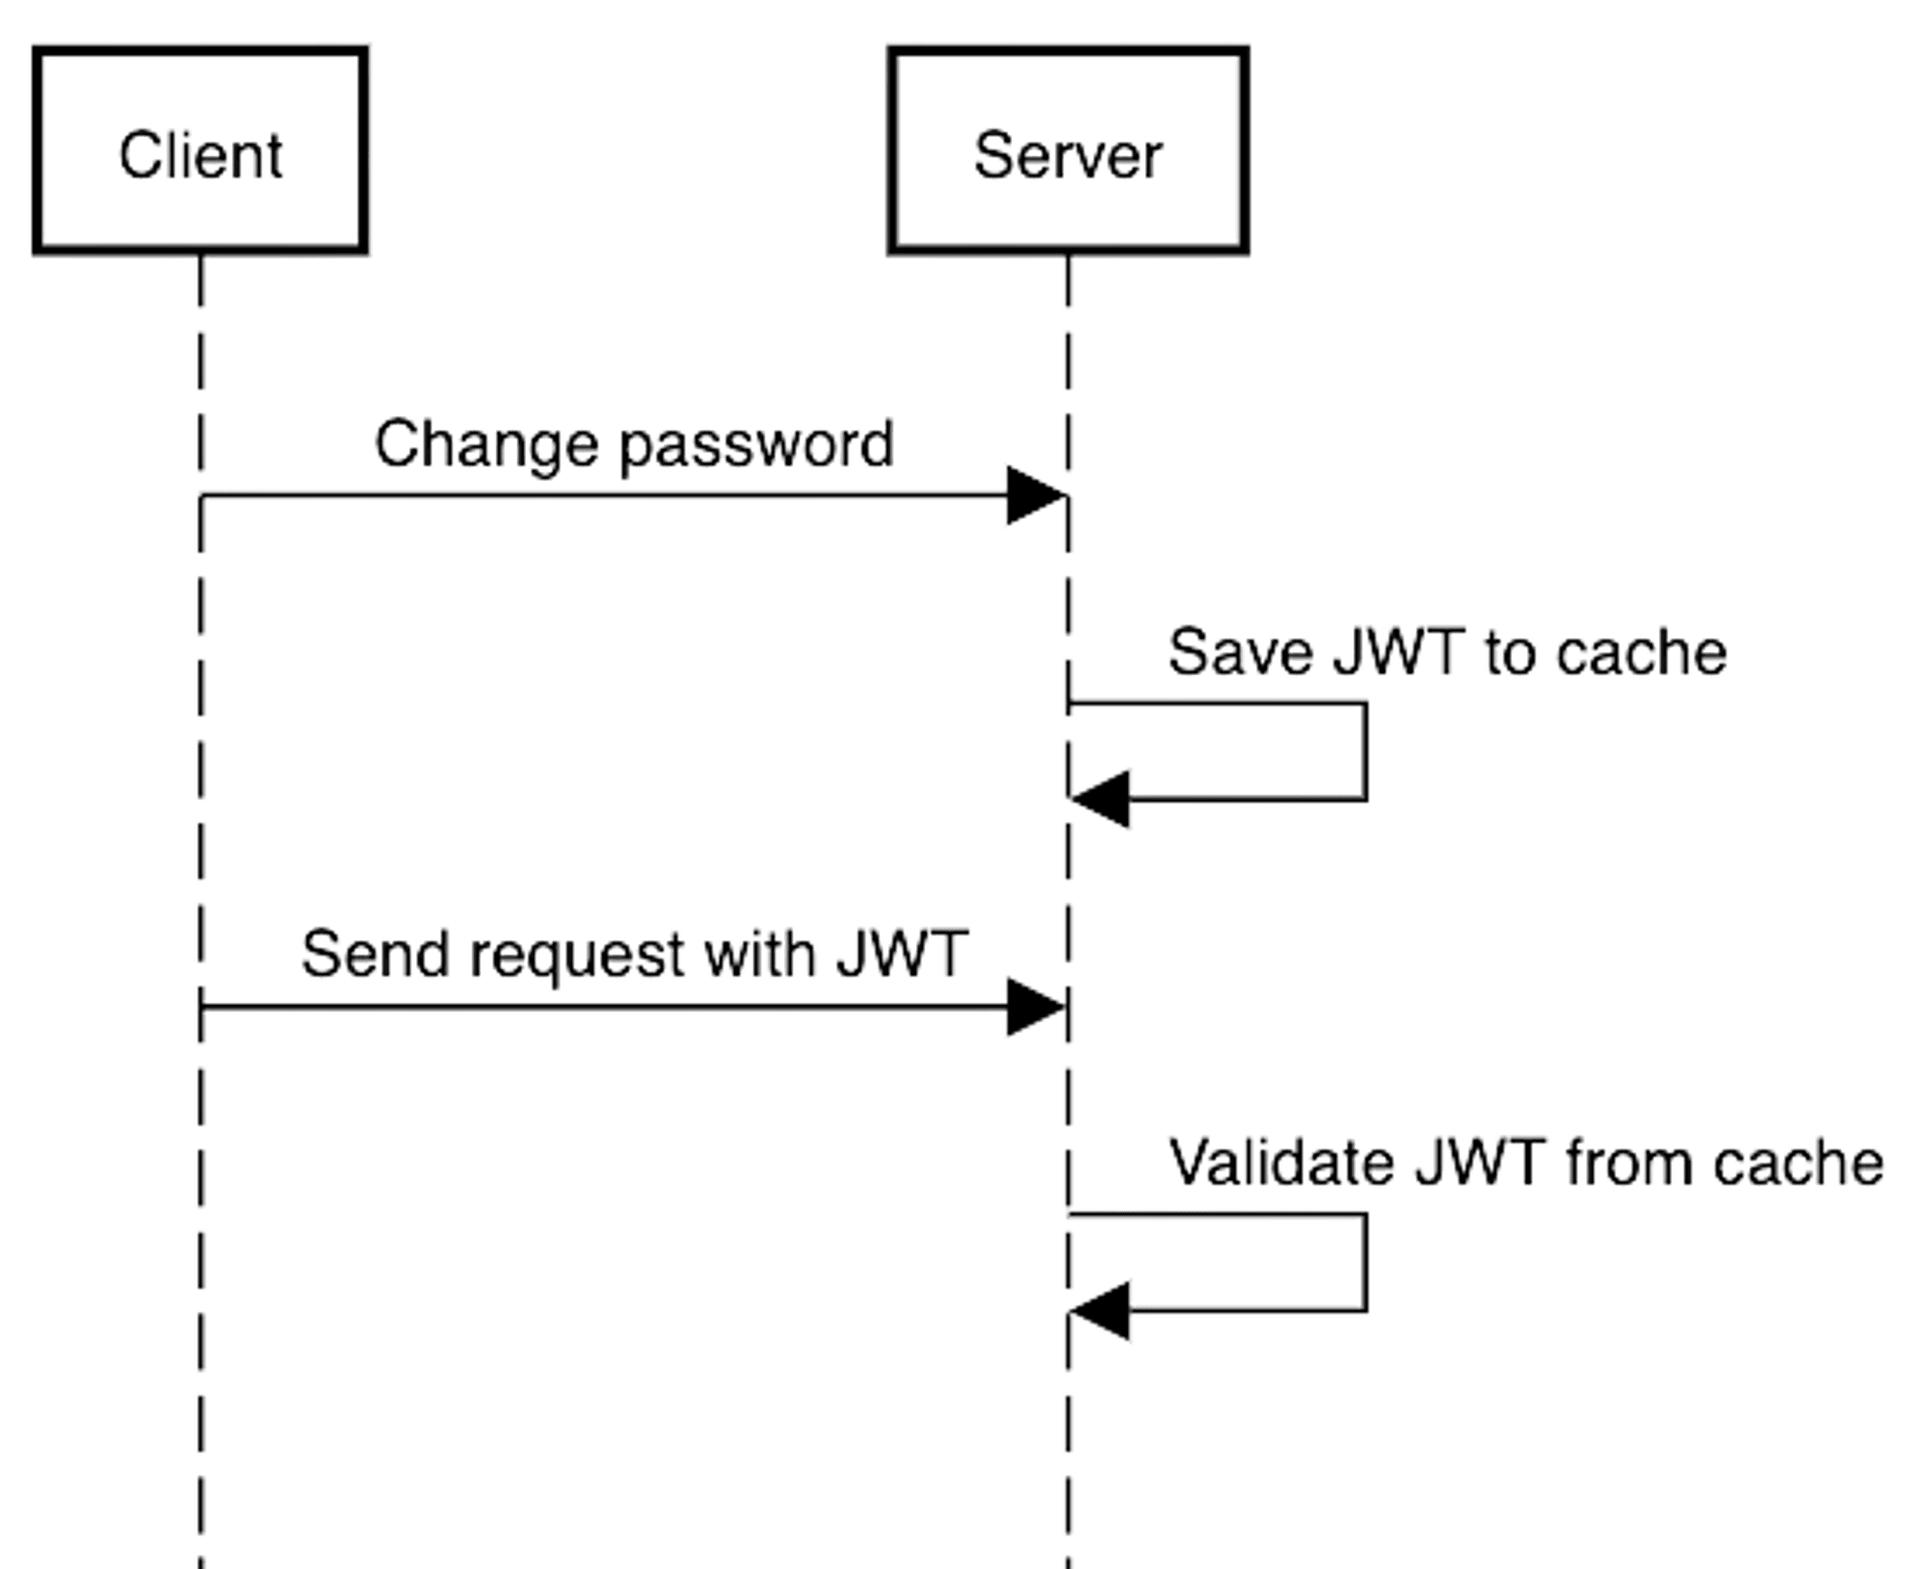 Client
Server
Change password
Save JWT to cache
Send request with JWT
Validate JWT from cache